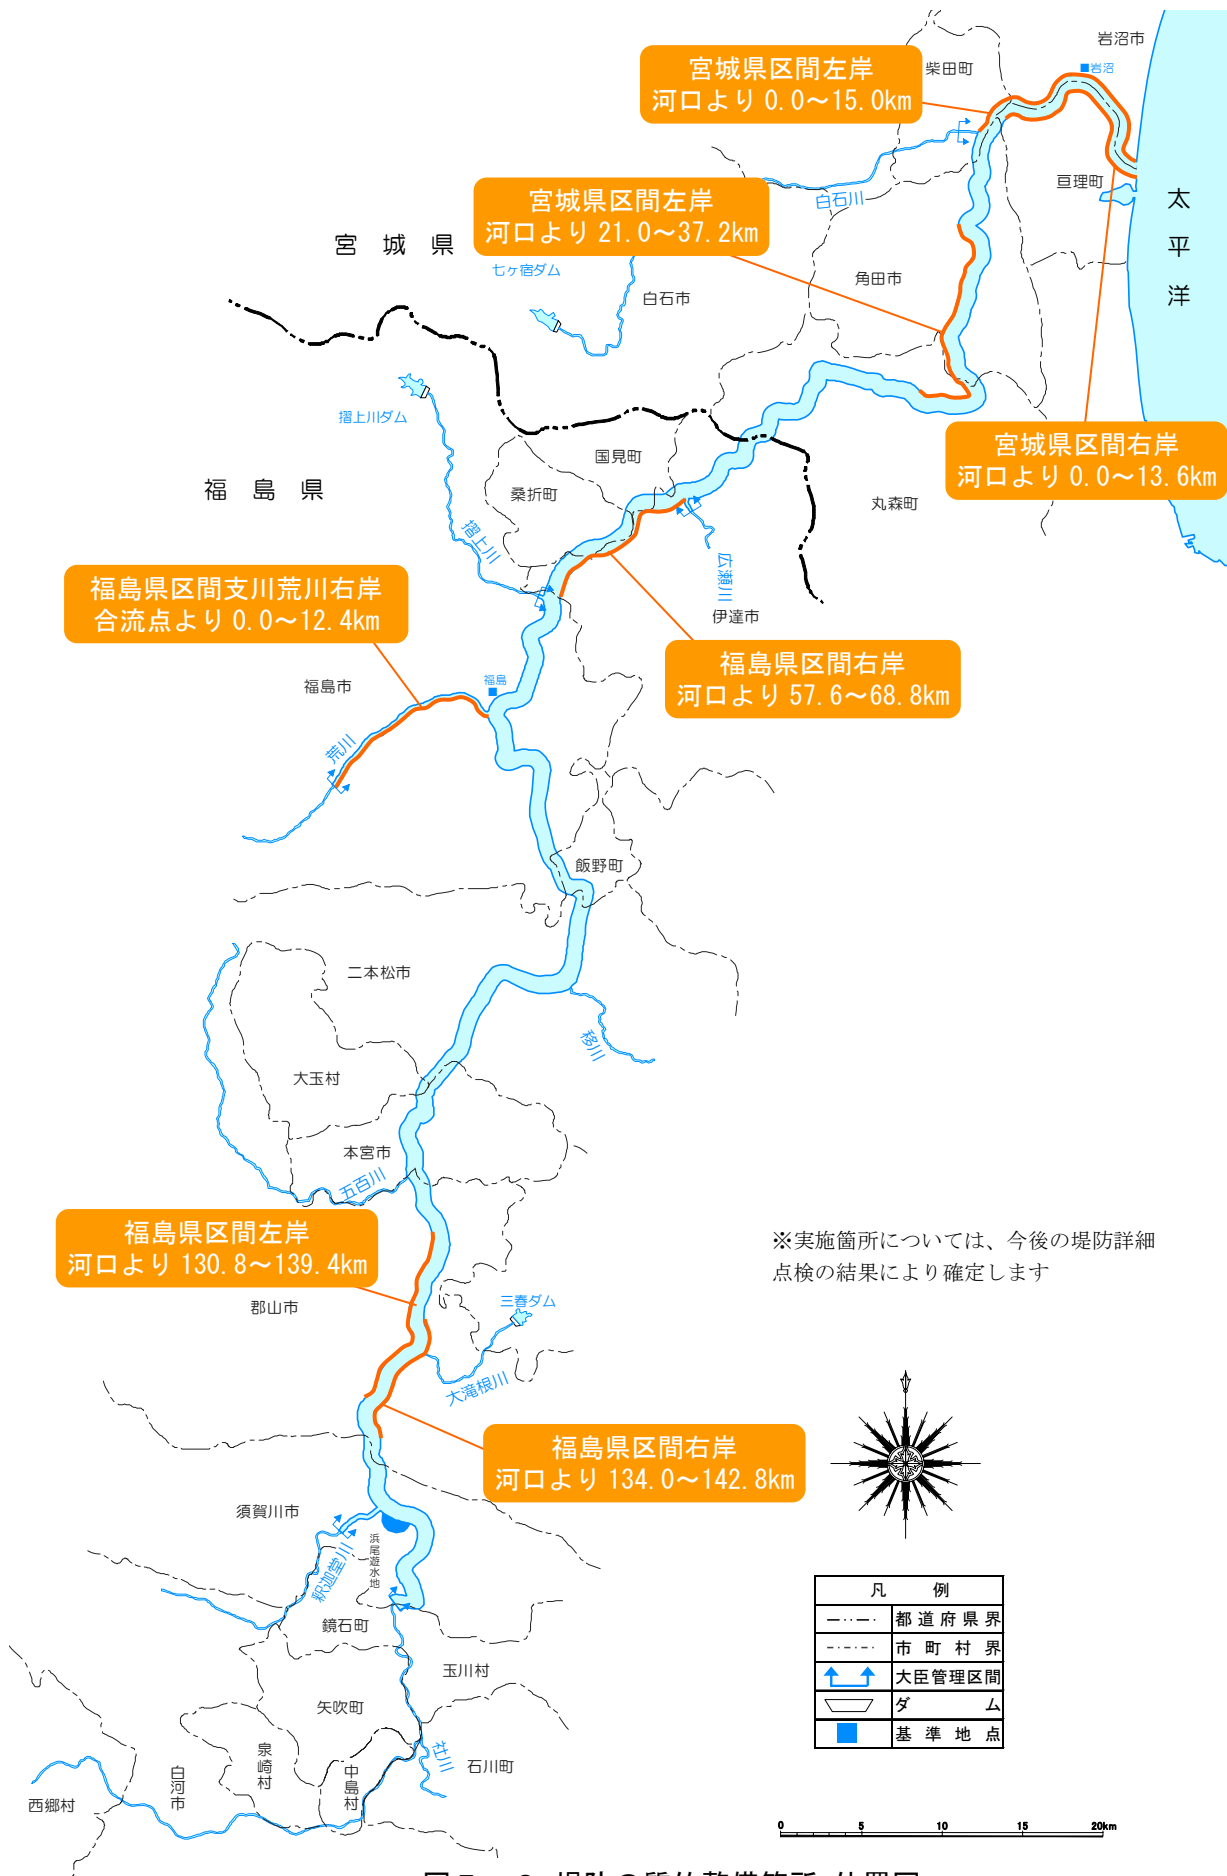 岩沼市
宮城県区間左岸
河口より 0.0～15.0km
柴田町
岩沼
亘理町
白石川
太平洋
宮城県区間左岸
河口より 21.0～37.2km
宮城県
七ヶ宿ダム
白石市
角田市
摺上川ダム
宮城県区間右岸
河口より 0.0～13.6km
国見町
福島県
桑折町
丸森町
摺上川
広瀬川
福島県区間支川荒川右岸
合流点より 0.0～12.4km
伊達市
福島県区間右岸
河口より 57.6～68.8km
福島市
福島
荒川
飯野町
二本松市
移川
大玉村
本宮市
五百川
福島県区間左岸
河口より 130.8～139.4km
※実施箇所については、今後の堤防詳細
点検の結果により確定します
郡山市
三春ダム
大滝根川
福島県区間右岸
河口より 134.0～142.8km
須賀川市
浜尾遊水地
釈迦堂川
鏡石町
玉川村
矢吹町
泉崎村
中島村
社川
石川町
白河市
西郷村
凡例
都道府県界
市町村界
大臣管理区間
ダム
基準地点
0 5 10 15 20km